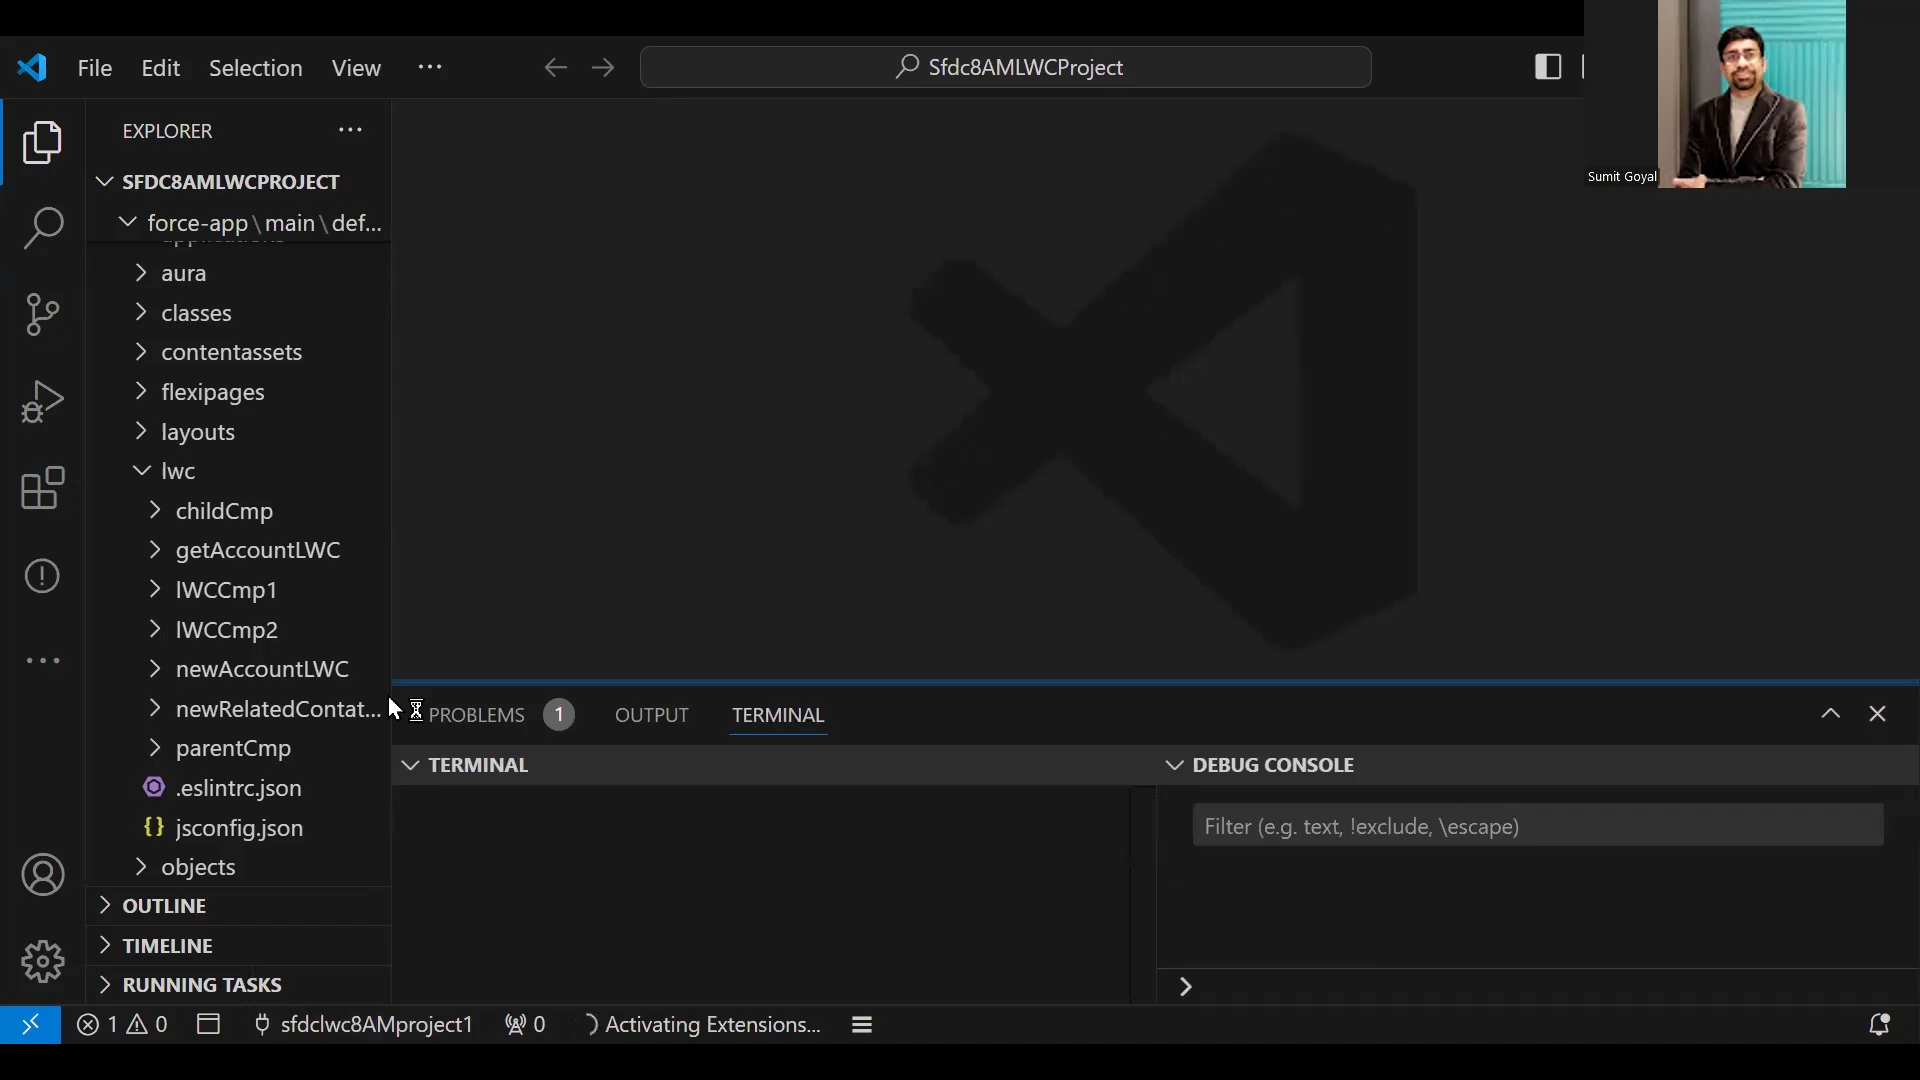 File Edit Selection View ···
Sfdc8AMLWCProject
Sumit Goyal
EXPLORER ···
SFDC8AMLWCPROJECT
force-app\main\def...
applications
aura
classes
contentassets
flexipages
layouts
lwc
childCmp
getAccountLWC
lWCCmp1
lWCCmp2
newAccountLWC
newRelatedContat...
parentCmp
.eslintrc.json
{} jsconfig.json
objects
OUTLINE
TIMELINE
RUNNING TASKS
PROBLEMS 1 OUTPUT TERMINAL
TERMINAL
DEBUG CONSOLE
Filter (e.g. text, !exclude, \escape)
1 0 sfdclwc8AMproject1 0 Activating Extensions...